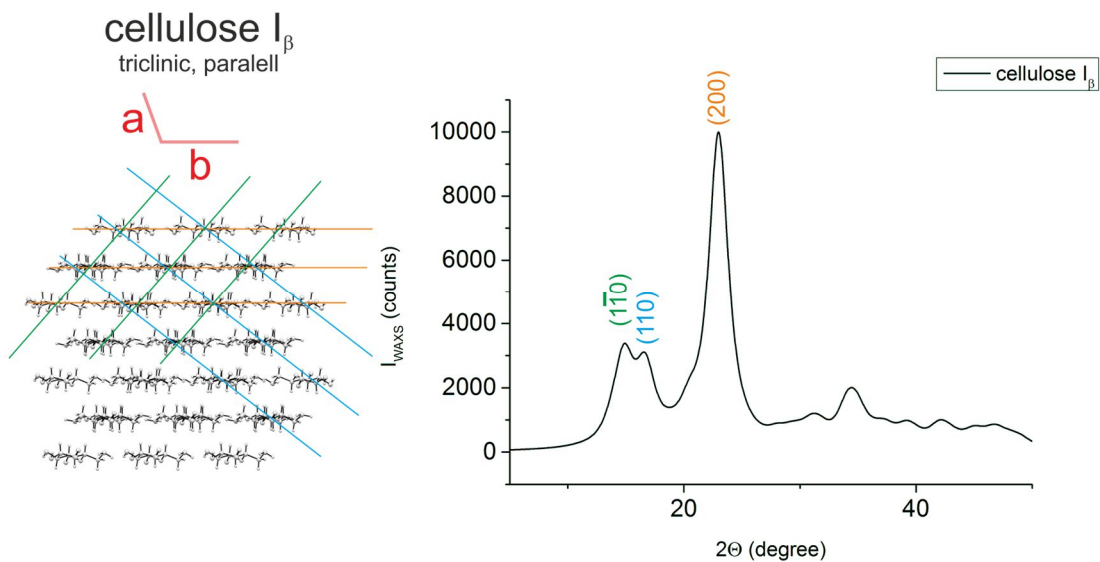 cellulose Iβ
triclinic, paralell
a
b
cellulose Iβ
(11̅0)
(110)
(200)
10000
8000
6000
4000
2000
0
I WAXS (counts)
20
40
2Θ (degree)